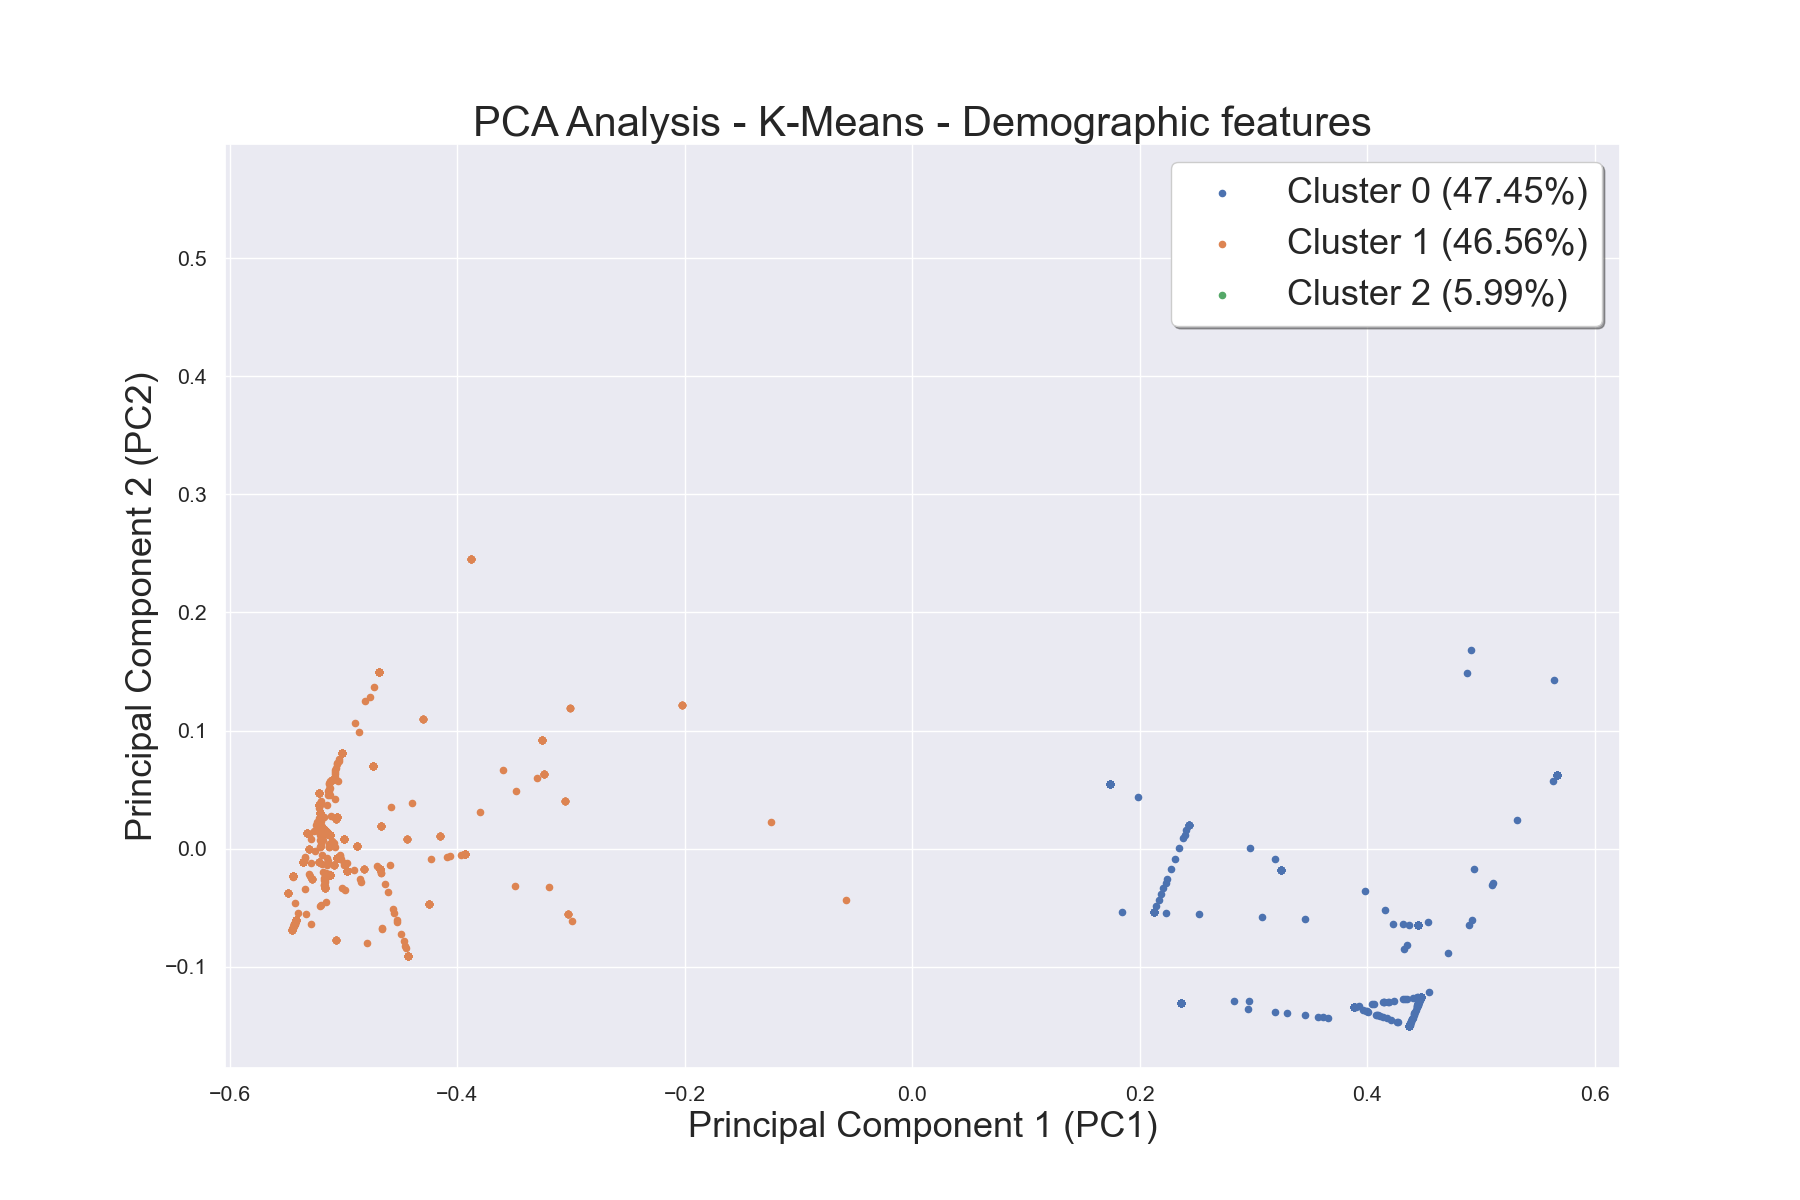 PCA Analysis - K-Means - Demographic features
Cluster 0 (47.45%)
Cluster 1 (46.56%)
Cluster 2 (5.99%)
Principal Component 2 (PC2)
0.5
0.4
0.3
0.2
0.1
0.0
−0.1
−0.6 −0.4 −0.2 0.0 0.2 0.4 0.6
Principal Component 1 (PC1)